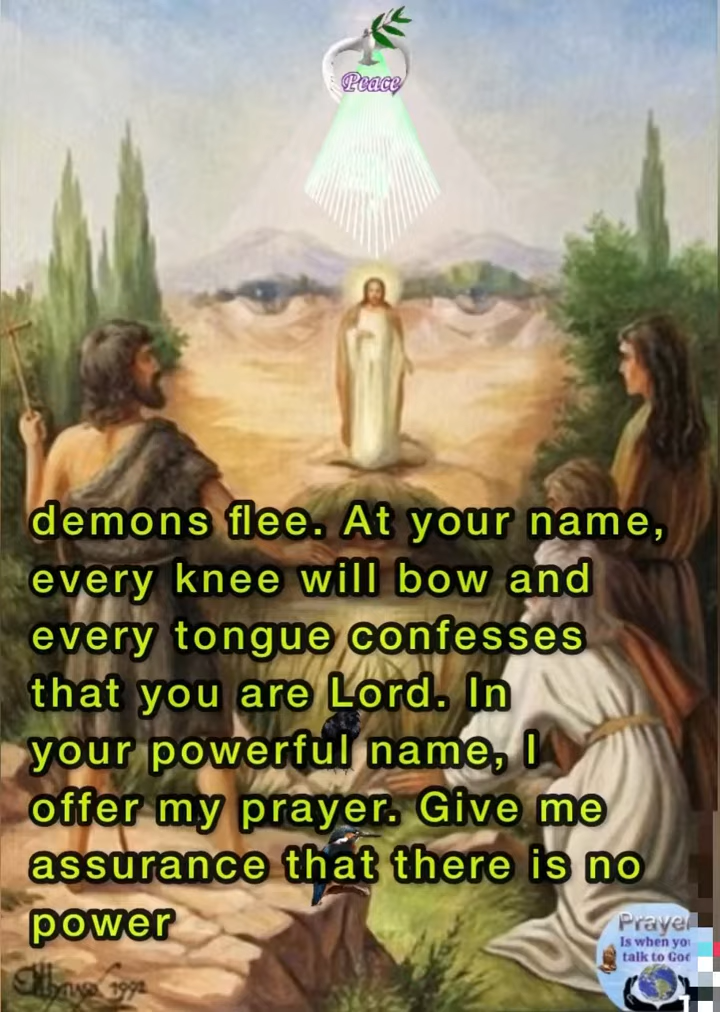 Peace
demons flee. At your name,
every knee will bow and
every tongue confesses
that you are Lord. In
your powerful name, I
offer my prayer. Give me
assurance that there is no
power
Prayer
Is when you
talk to God
1992